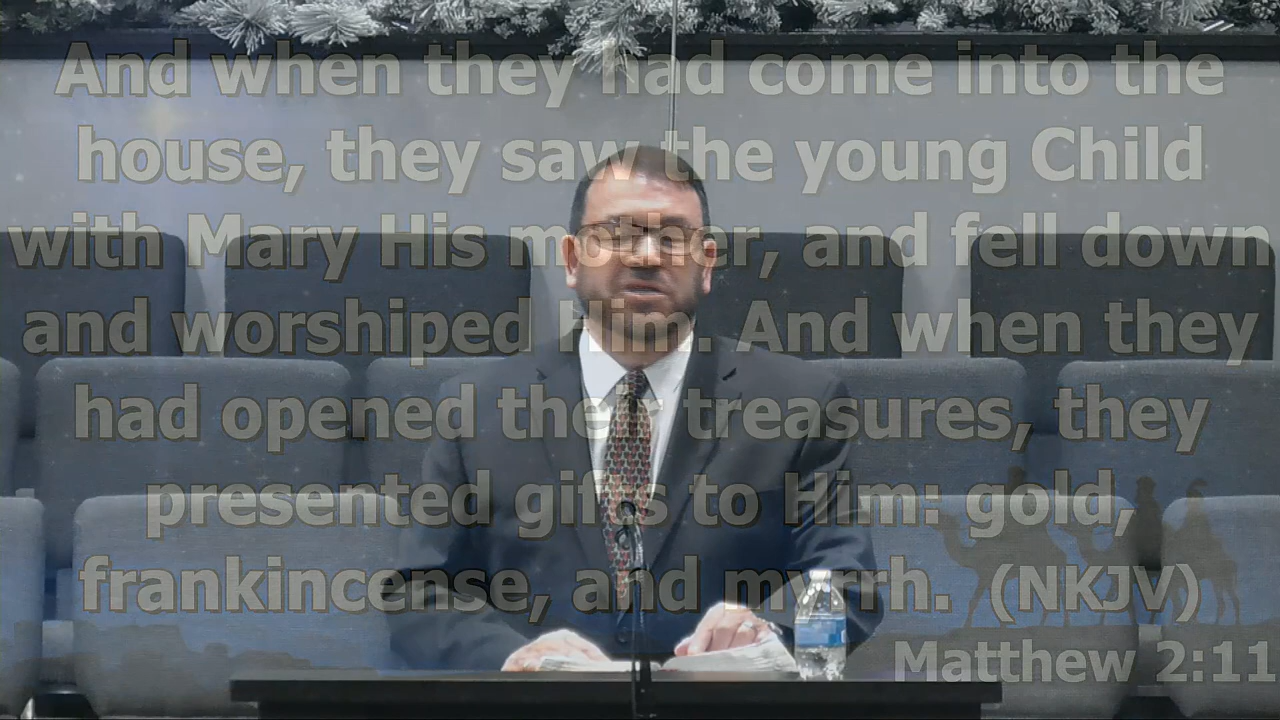 And when they had come into the
house, they saw the young Child
with Mary His mother, and fell down
and worshiped Him. And when they
had opened their treasures, they
presented gifts to Him: gold,
frankincense, and myrrh. (NKJV)
Matthew 2:11